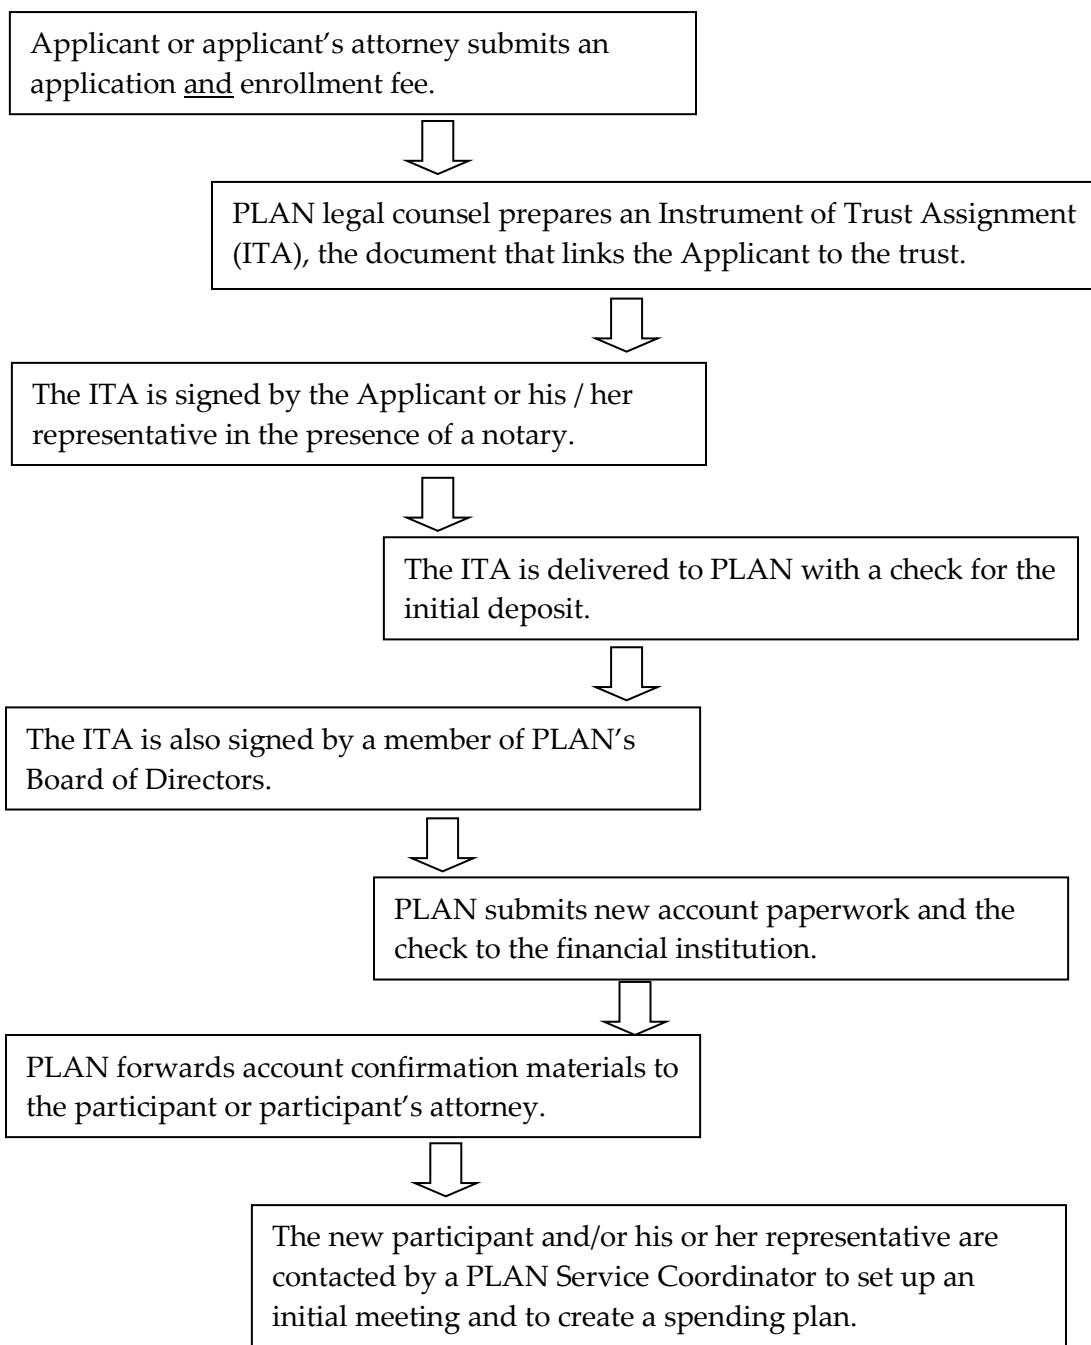 Applicant or applicant’s attorney submits an
application and enrollment fee.
PLAN legal counsel prepares an Instrument of Trust Assignment
(ITA), the document that links the Applicant to the trust.
The ITA is signed by the Applicant or his / her
representative in the presence of a notary.
The ITA is delivered to PLAN with a check for the
initial deposit.
The ITA is also signed by a member of PLAN’s
Board of Directors.
PLAN submits new account paperwork and the
check to the financial institution.
PLAN forwards account confirmation materials to
the participant or participant’s attorney.
The new participant and/or his or her representative are
contacted by a PLAN Service Coordinator to set up an
initial meeting and to create a spending plan.